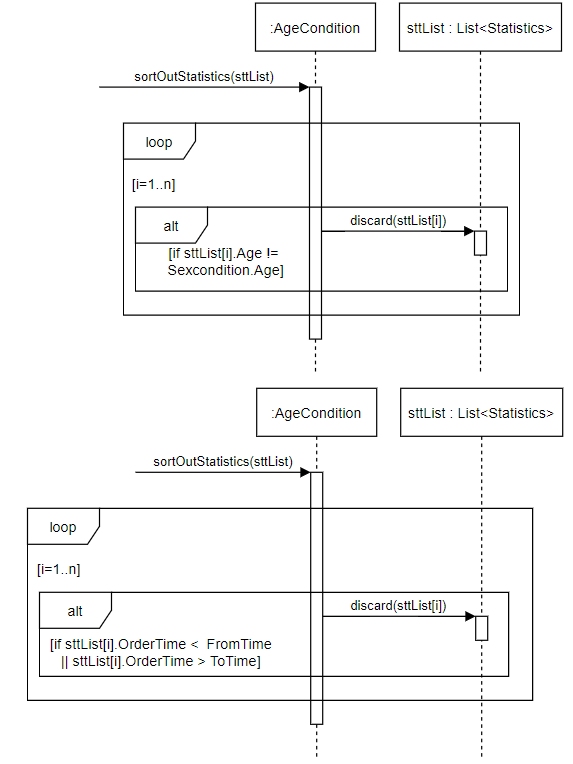 :AgeCondition
sttList : List<Statistics>
sortOutStatistics(sttList)
loop
[i=1..n]
alt
discard(sttList[i])
[if sttList[i].Age !=
Sexcondition.Age]
:AgeCondition
sttList : List<Statistics>
sortOutStatistics(sttList)
loop
[i=1..n]
alt
discard(sttList[i])
[if sttList[i].OrderTime < FromTime
|| sttList[i].OrderTime > ToTime]